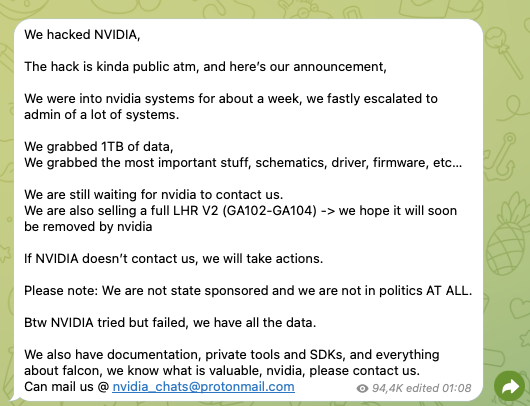 We hacked NVIDIA,
The hack is kinda public atm, and here's our announcement,
We were into nvidia systems for about a week, we fastly escalated to
admin of a lot of systems.
We grabbed 1TB of data,
We grabbed the most important stuff, schematics, driver, firmware, etc...
We are still waiting for nvidia to contact us.
We are also selling a full LHR V2 (GA102-GA104) -> we hope it will soon
be removed by nvidia
If NVIDIA doesn't contact us, we will take actions.
Please note: We are not state sponsored and we are not in politics AT ALL.
Btw NVIDIA tried but failed, we have all the data.
We also have documentation, private tools and SDKs, and everything
about falcon, we know what is valuable, nvidia, please contact us.
Can mail us @ nvidia_chats@protonmail.com 94,4K edited 01:08